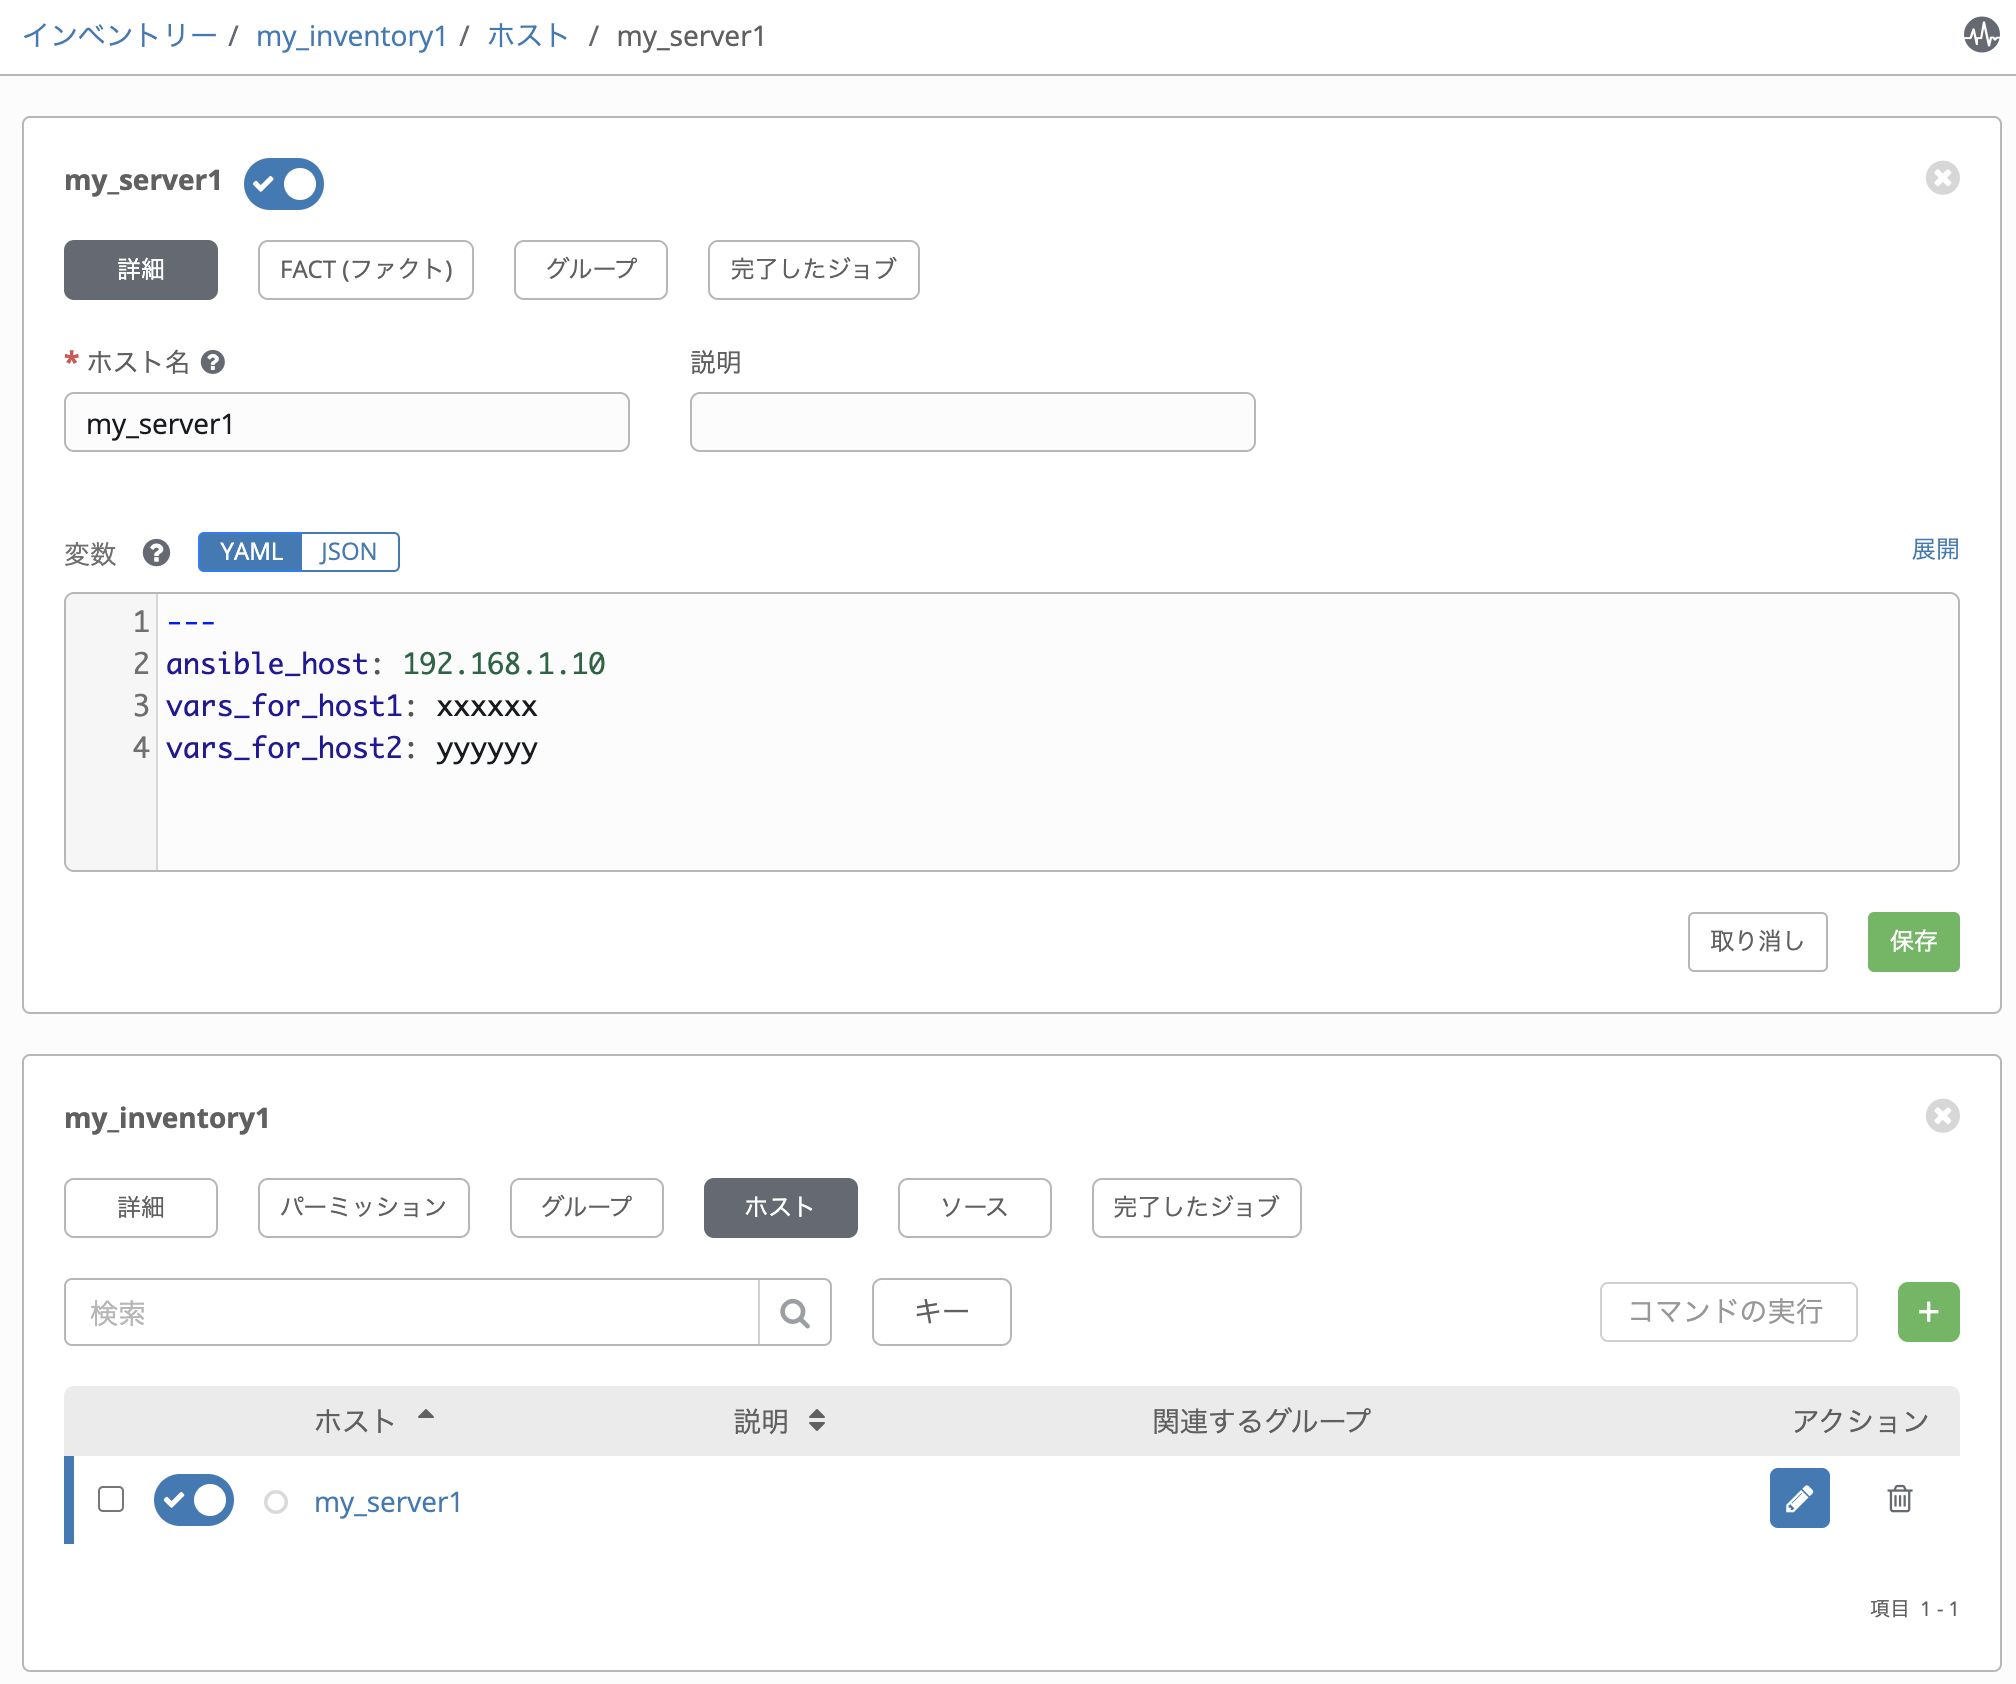 インベントリー / my_inventory1 / ホスト / my_server1
my_server1
詳細 FACT (ファクト) グループ 完了したジョブ
* ホスト名 説明
my_server1
変数 YAML JSON 展開
1 ---
2 ansible_host: 192.168.1.10
3 vars_for_host1: xxxxxx
4 vars_for_host2: yyyyyy
取り消し 保存
my_inventory1
詳細 パーミッション グループ ホスト ソース 完了したジョブ
検索 キー コマンドの実行 +
ホスト 説明 関連するグループ アクション
my_server1
項目 1 - 1